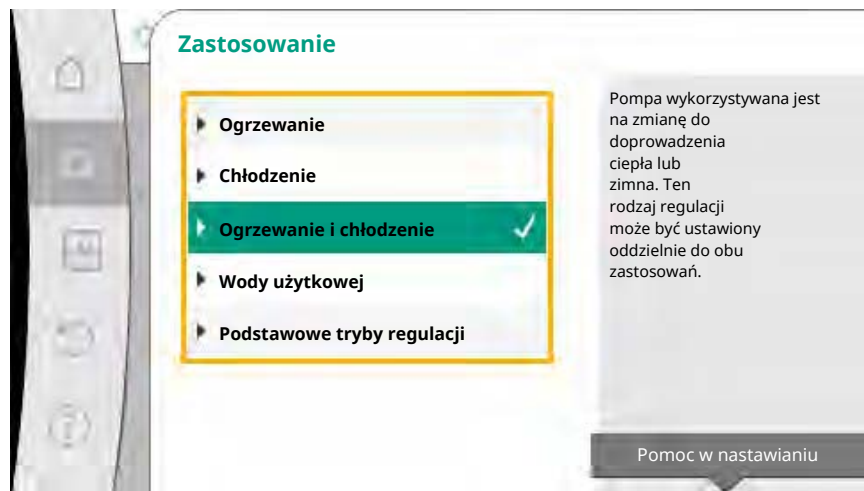 Zastosowanie
Ogrzewanie
Chłodzenie
Ogrzewanie i chłodzenie
Wody użytkowej
Podstawowe tryby regulacji
Pompa wykorzystywana jest
na zmianę do
doprowadzenia
ciepła lub
zimna. Ten
rodzaj regulacji
może być ustawiony
oddzielnie do obu
zastosowań.
Pomoc w nastawianiu